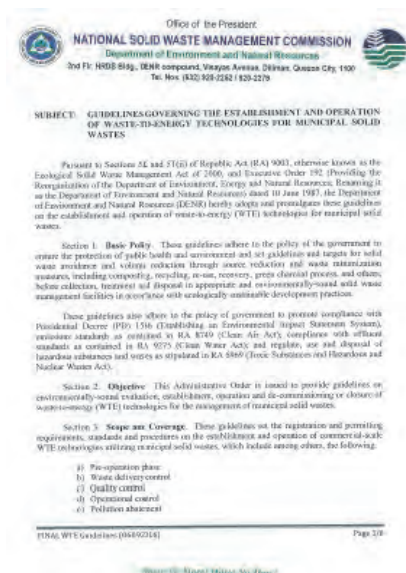 Office of the President
NATIONAL SOLID WASTE MANAGEMENT COMMISSION
Department of Environment and Natural Resources
2nd Flr. HRDS Bldg., DENR compound, Visayas Avenue, Diliman, Quezon City, 1100
Tel. Nos. (632) 920-2252 / 920-2279
SUBJECT: GUIDELINES GOVERNING THE ESTABLISHMENT AND OPERATION
OF WASTE-TO-ENERGY TECHNOLOGIES FOR MUNICIPAL SOLID
WASTES
Pursuant to Sections and of Republic Act (RA) 9003, otherwise known as the
Ecological Solid Waste Management Act of 2000, and Executive Order 192 (Providing the
Reorganization of the Department of Environment, Energy and Natural Resources, Renaming it
as the Department of Environment and Natural Resources) dated 10 June 1987, the Department
of Environment and Natural Resources (DENR) hereby adopts and promulgates these guidelines
on the establishment and operation of waste-to-energy (WTE) technologies for municipal solid
wastes.
Section 1. Basic Policy. These guidelines adhere to the policy of the government to
ensure the protection of public health and environment and set guidelines and targets for solid
waste avoidance and volume reduction through source reduction and waste minimization
measures, including composting, recycling, re-use, recovery, green charcoal process, and others,
before collection, treatment and disposal in appropriate and environmentally-sound solid waste
management facilities in accordance with ecologically sustainable development practices.
These guidelines also adhere to the policy of government to promote compliance with
Presidential Decree (PD) 1586 (Establishing an Environmental Impact Statement System),
emissions standards as contained in RA 8749 (Clean Air Act); compliance with effluent
standards as contained in RA 9275 (Clean Water Act); and regulate, use and disposal of
hazardous substances and wastes as stipulated in RA 6969 (Toxic Substances and Hazardous and
Nuclear Wastes Act).
Section 2. Objective. This Administrative Order is issued to provide guidelines on
environmentally-sound evaluation, establishment, operation and de-commissioning or closure of
waste-to-energy (WTE) technologies for the management of municipal solid wastes.
Section 3. Scope and Coverage. These guidelines set the registration and permitting
requirements, standards and procedures on the establishment and operation of commercial-scale
WTE technologies utilizing municipal solid wastes, which include among others, the following:
a) Pre-operation phase
b) Waste delivery control
c) Quality control
d) Operational control
e) Pollution abatement
FINAL WTE Guidelines (06092016)
Page 1/8